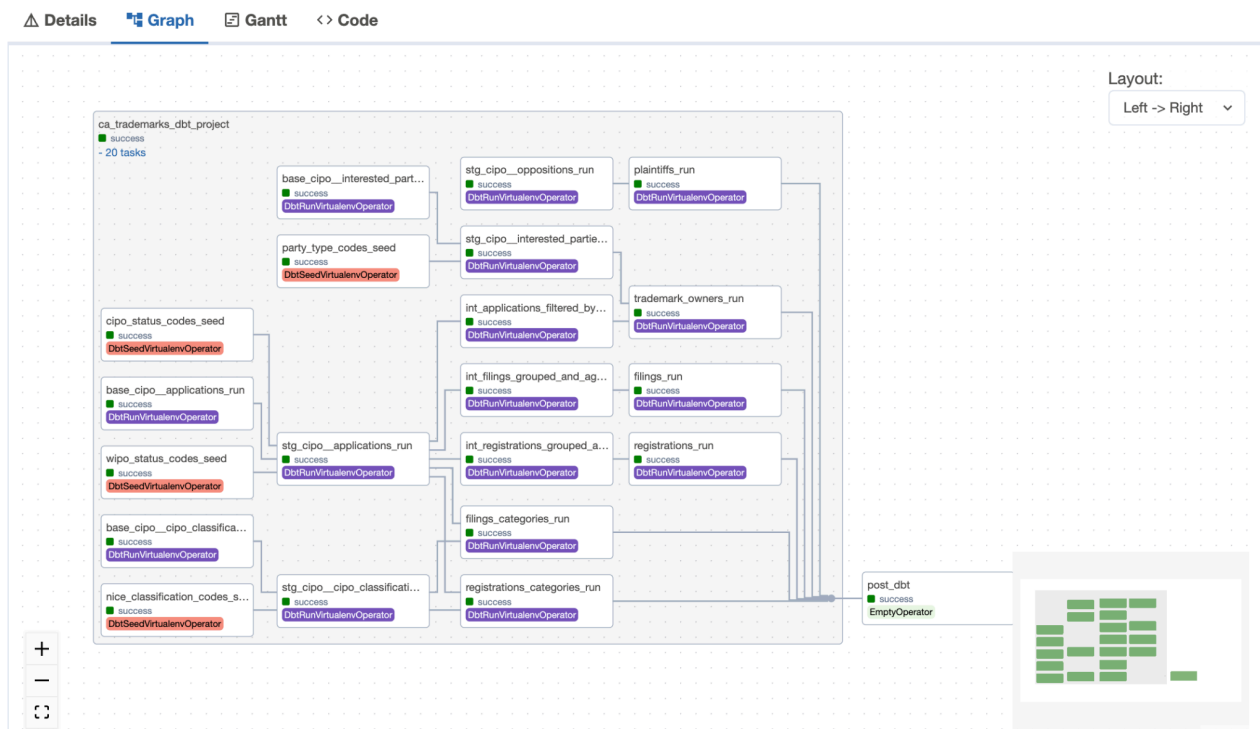 Details
Graph
Gantt
Code
Layout:
Left -> Right
ca_trademarks_dbt_project
success
- 20 tasks
cipo_status_codes_seed
success
DbtSeedVirtualenvOperator
base_cipo__applications_run
success
DbtRunVirtualenvOperator
wipo_status_codes_seed
success
DbtSeedVirtualenvOperator
base_cipo__cipo_classifica...
success
DbtRunVirtualenvOperator
nice_classification_codes_s...
success
DbtSeedVirtualenvOperator
base_cipo__interested_part...
success
DbtRunVirtualenvOperator
party_type_codes_seed
success
DbtSeedVirtualenvOperator
stg_cipo__applications_run
success
DbtRunVirtualenvOperator
stg_cipo__cipo_classificati...
success
DbtRunVirtualenvOperator
stg_cipo__oppositions_run
success
DbtRunVirtualenvOperator
stg_cipo__interested_partie...
success
DbtRunVirtualenvOperator
int_applications_filtered_by...
success
DbtRunVirtualenvOperator
int_filings_grouped_and_ag...
success
DbtRunVirtualenvOperator
int_registrations_grouped_a...
success
DbtRunVirtualenvOperator
filings_categories_run
success
DbtRunVirtualenvOperator
registrations_categories_run
success
DbtRunVirtualenvOperator
plaintiffs_run
success
DbtRunVirtualenvOperator
trademark_owners_run
success
DbtRunVirtualenvOperator
filings_run
success
DbtRunVirtualenvOperator
registrations_run
success
DbtRunVirtualenvOperator
post_dbt
success
EmptyOperator